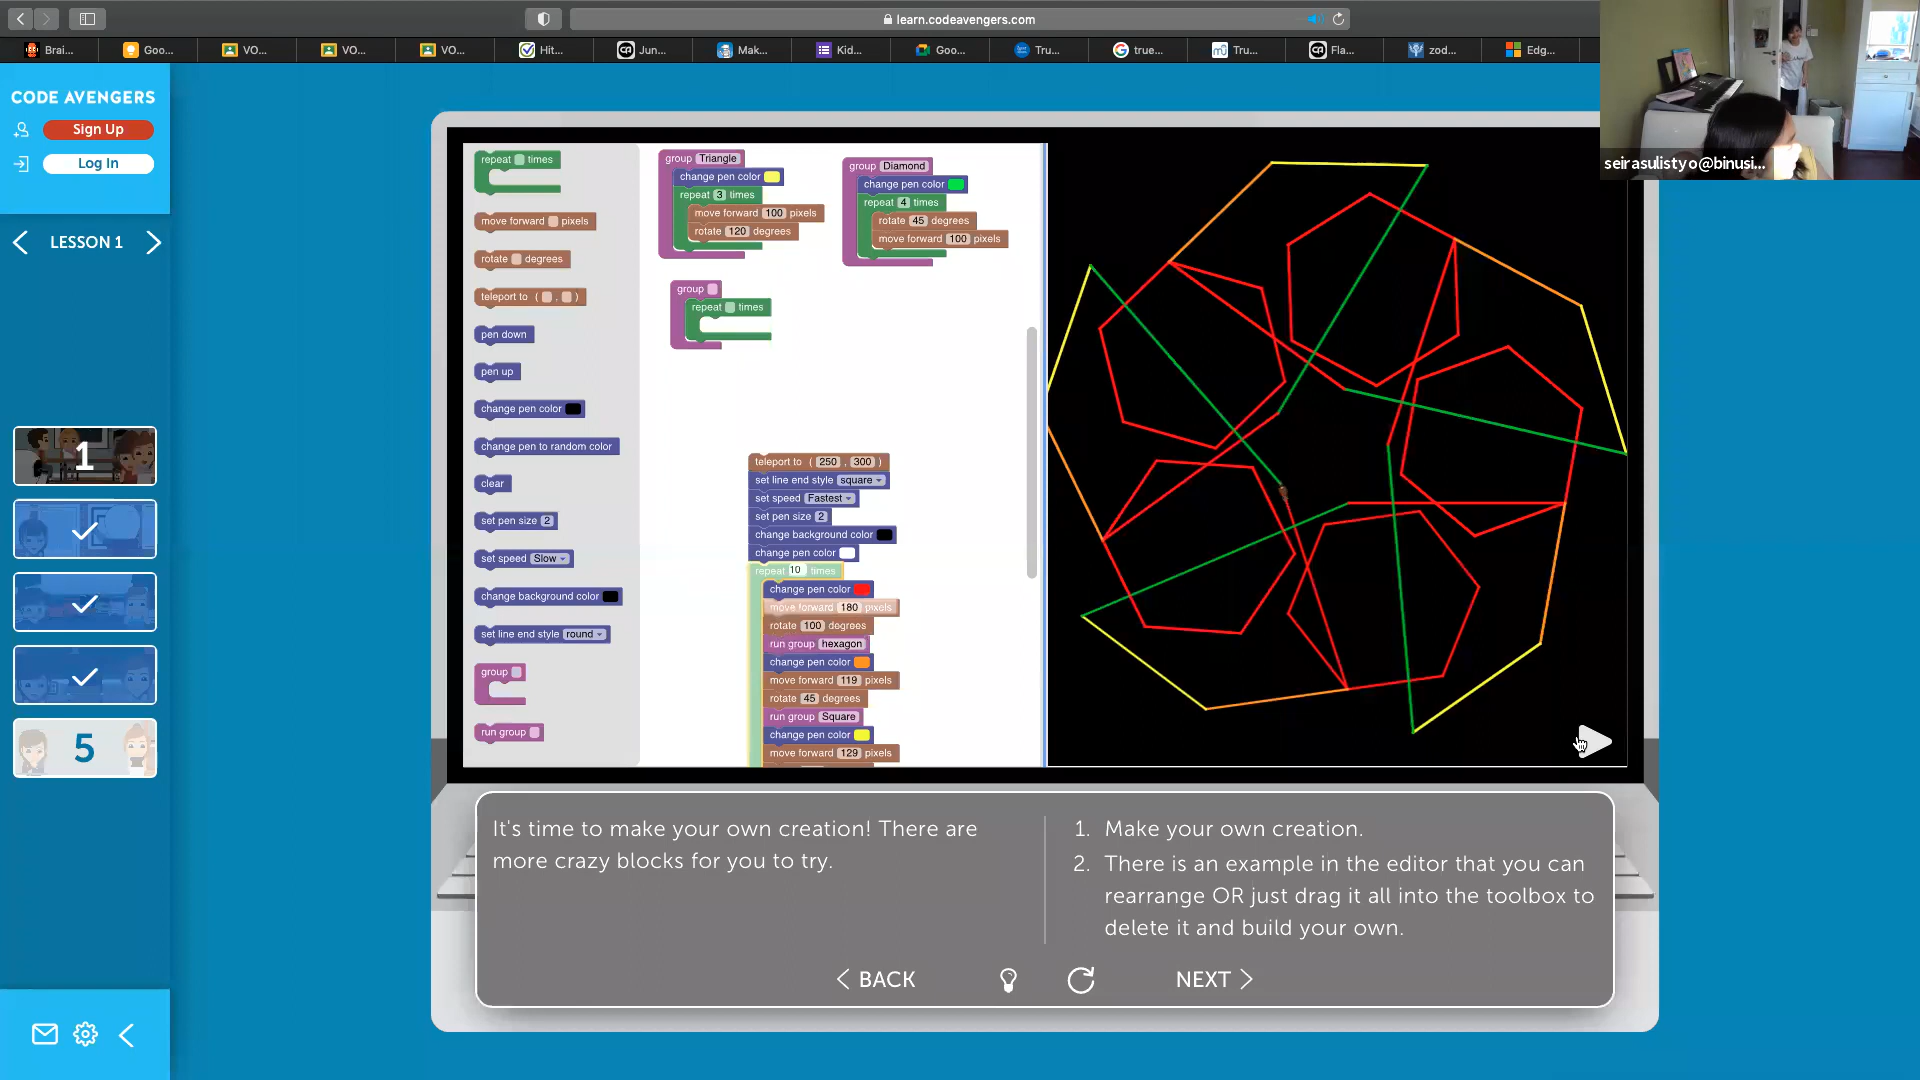 learn.codeavengers.com
Brai...
Goo...
VO...
VO...
VO...
Hit...
Jun...
Mak...
Kid...
Goo...
Tru...
true...
Tru...
Fla...
zod...
Edg...
seirasulistyo@binusi...
CODE AVENGERS
Sign Up
Log In
LESSON 1
1
5
repeat times
move forward pixels
rotate degrees
teleport to ( , )
pen down
pen up
change pen color
change pen to random color
clear
set pen size 2
set speed Slow
change background color
set line end style round
group
run group
group Triangle
change pen color
repeat 3 times
move forward 100 pixels
rotate 120 degrees
group Diamond
change pen color
repeat 4 times
rotate 45 degrees
move forward 100 pixels
group
repeat times
teleport to ( 250 , 300 )
set line end style square
set speed Fastest
set pen size 2
change background color
change pen color
repeat 10 times
change pen color
move forward 180 pixels
rotate 100 degrees
run group hexagon
change pen color
move forward 119 pixels
rotate 45 degrees
run group Square
change pen color
move forward 129 pixels
It's time to make your own creation! There are
more crazy blocks for you to try.
1. Make your own creation.
2. There is an example in the editor that you can
rearrange OR just drag it all into the toolbox to
delete it and build your own.
BACK
NEXT